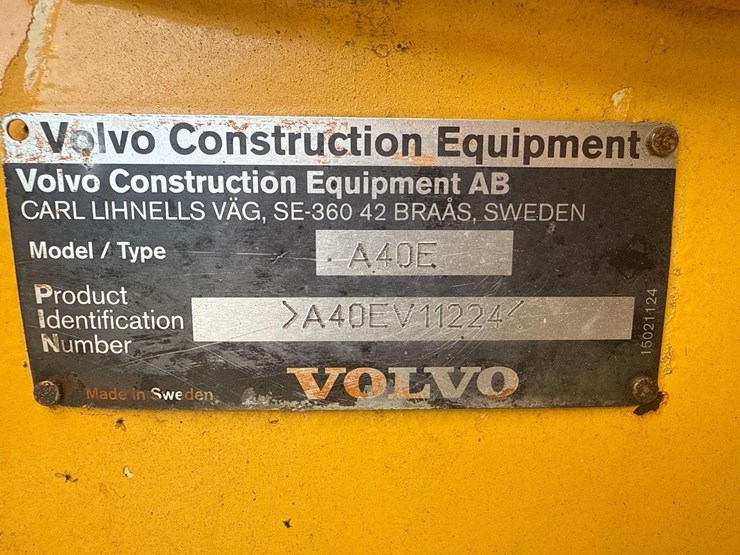 Volvo Construction Equipment
Volvo Construction Equipment AB
CARL LIHNELLS VÄG, SE-360 42 BRAÅS, SWEDEN
Model / Type A40E
Product
Identification >A40EV11224<
Number
15021124
Made in Sweden
VOLVO